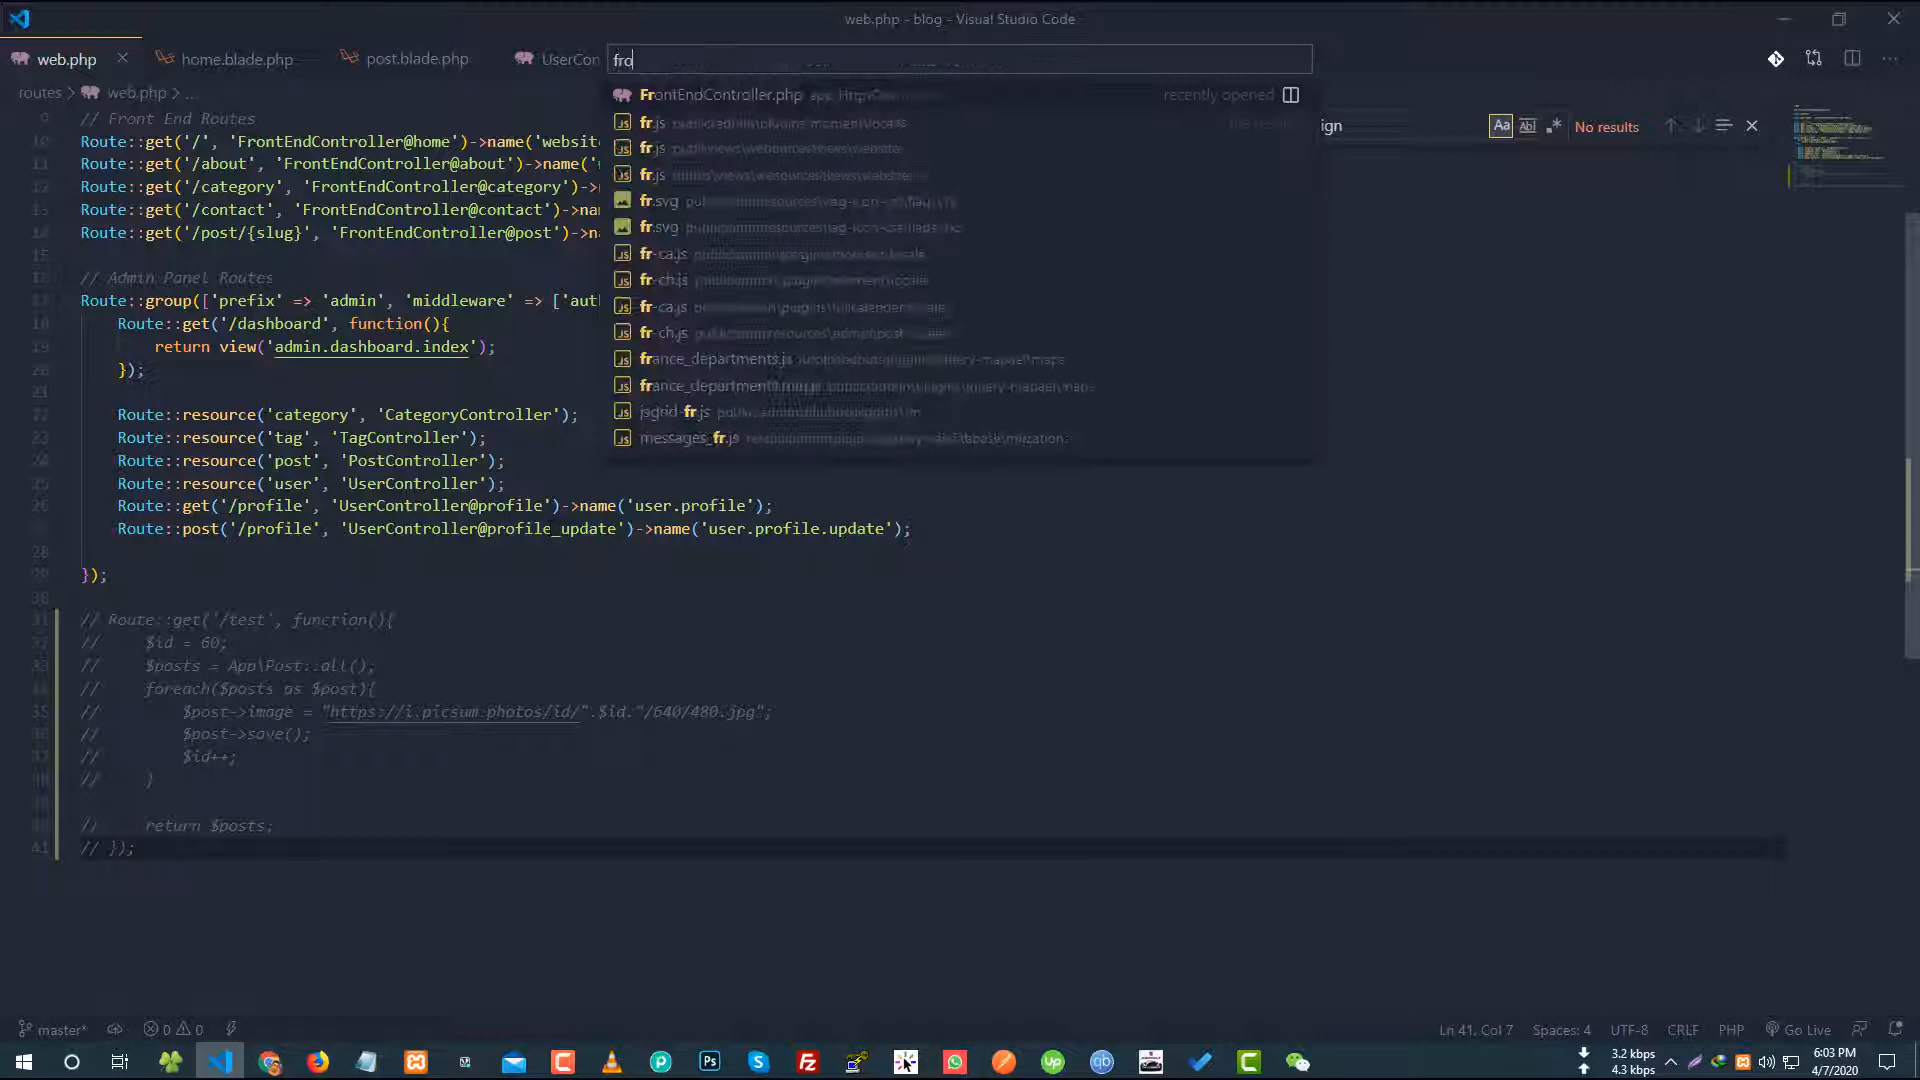 web.php - blog - Visual Studio Code
web.php
home.blade.php
post.blade.php
UserCon
fro
routes > web.php > ...
FrontEndController.php
recently opened
fr.js
fr.js
fr.js
fr.svg
fr.svg
fr-ca.js
fr-ch.js
fr-ca.js
fr-ch.js
france_departments.js
jsgrid-fr.js
messages_fr.js
ign
Aa
Abl
No results
// Front End Routes
Route::get('/', 'FrontEndController@home')->name('websit
Route::get('/about', 'FrontEndController@about')->name('
Route::get('/category', 'FrontEndController@category')->
Route::get('/contact', 'FrontEndController@contact')->na
Route::get('/post/{slug}', 'FrontEndController@post')->n
// Admin Panel Routes
Route::group(['prefix' => 'admin', 'middleware' => ['aut
Route::get('/dashboard', function(){
return view('admin.dashboard.index');
});
Route::resource('category', 'CategoryController');
Route::resource('tag', 'TagController');
Route::resource('post', 'PostController');
Route::resource('user', 'UserController');
Route::get('/profile', 'UserController@profile')->name('user.profile');
Route::post('/profile', 'UserController@profile_update')->name('user.profile.update');
});
// Route::get('/test', function(){
// $id = 60;
// $posts = App\Post::all();
// foreach($posts as $post){
// $post->image = "https://i.picsum.photos/id/".$id."/640/480.jpg";
// $post->save();
// $id++;
// }
// return $posts;
// });
master*
0
0
Ln 41, Col 7
Spaces: 4
UTF-8
CRLF
PHP
Go Live
3.2 kbps
4.3 kbps
6:03 PM
4/7/2020